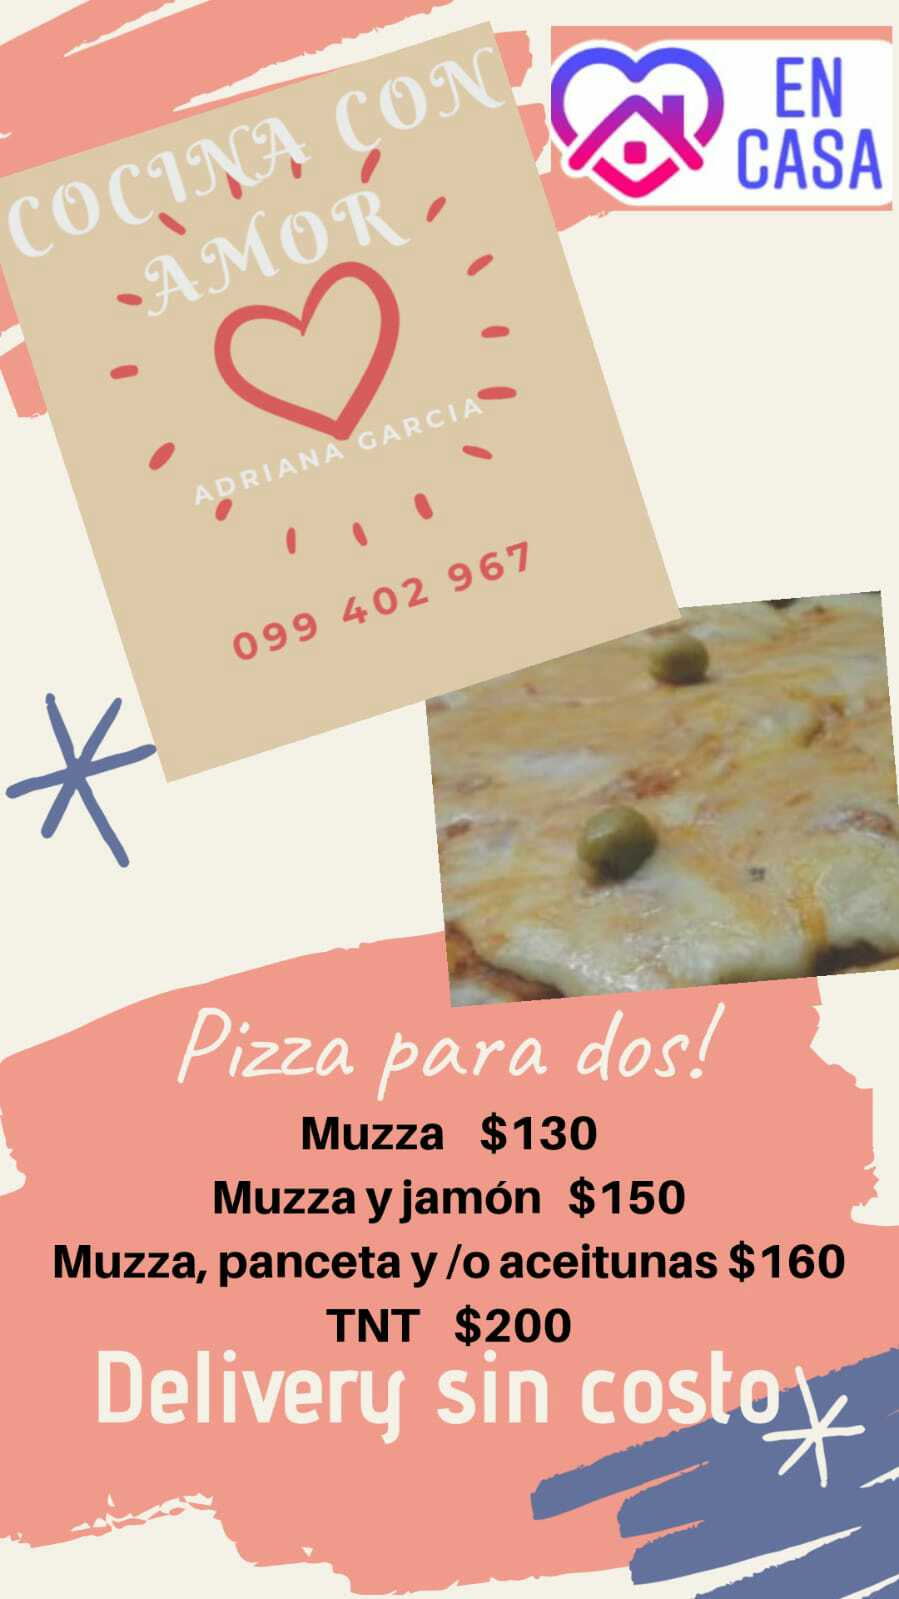 COCINA CON
AMOR
ADRIANA GARCIA
099 402 967
EN
CASA
Pizza para dos!
Muzza $130
Muzza y jamón $150
Muzza, panceta y /o aceitunas $160
TNT $200
Delivery sin costo